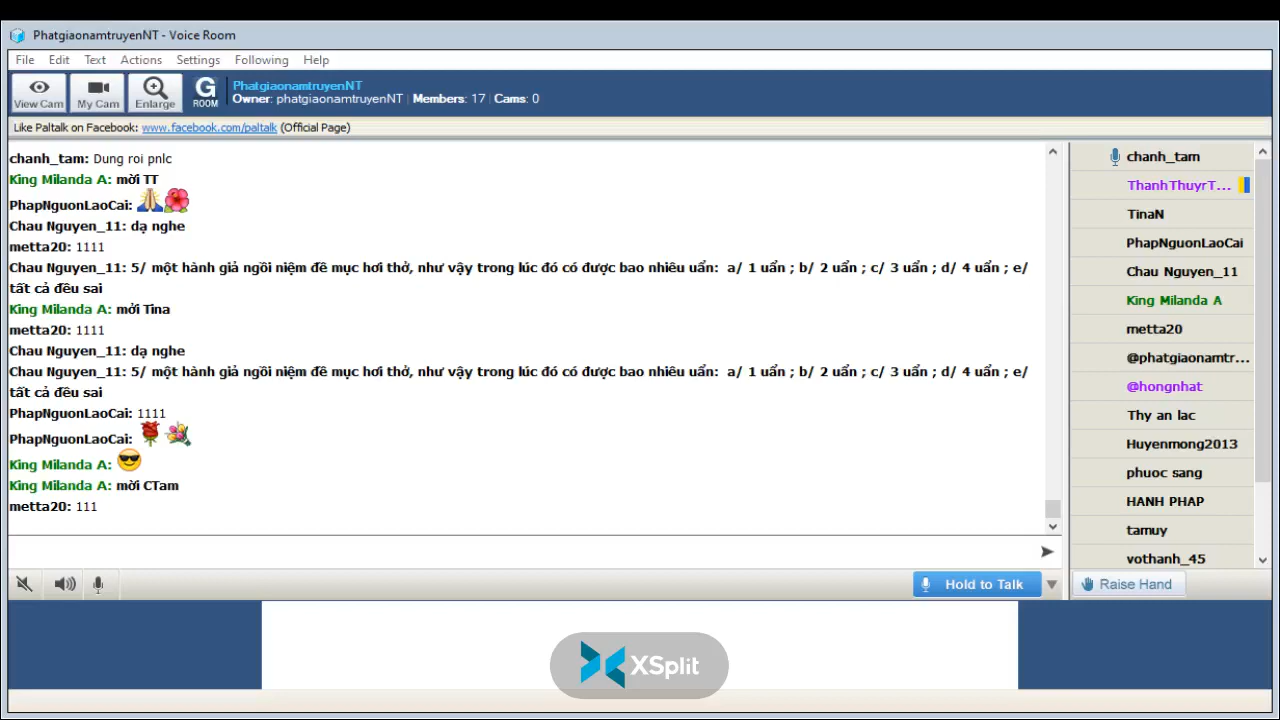 PhatgiaonamtruyenNT - Voice Room
File Edit Text Actions Settings Following Help
View Cam My Cam Enlarge G ROOM
PhatgiaonamtruyenNT
Owner: phatgiaonamtruyenNT Members: 17 Cams: 0
Like Paltalk on Facebook: www.facebook.com/paltalk (Official Page)
chanh_tam: Dung roi pnlc
King Milanda A: mời TT
PhapNguonLaoCai:
Chau Nguyen_11: dạ nghe
metta20: 1111
Chau Nguyen_11: 5/ một hành giả ngồi niệm đề mục hơi thở, như vậy trong lúc đó có được bao nhiêu uẩn: a/ 1 uẩn ; b/ 2 uẩn ; c/ 3 uẩn ; d/ 4 uẩn ; e/
tất cả đều sai
King Milanda A: mời Tina
metta20: 1111
Chau Nguyen_11: dạ nghe
Chau Nguyen_11: 5/ một hành giả ngồi niệm đề mục hơi thở, như vậy trong lúc đó có được bao nhiêu uẩn: a/ 1 uẩn ; b/ 2 uẩn ; c/ 3 uẩn ; d/ 4 uẩn ; e/
tất cả đều sai
PhapNguonLaoCai: 1111
PhapNguonLaoCai:
King Milanda A:
King Milanda A: mời CTam
metta20: 111
chanh_tam
ThanhThuyrT...
TinaN
PhapNguonLaoCai
Chau Nguyen_11
King Milanda A
metta20
@phatgiaonamtr...
@hongnhat
Thy an lac
Huyenmong2013
phuoc sang
HANH PHAP
tamuy
vothanh_45
Hold to Talk
Raise Hand
XSplit